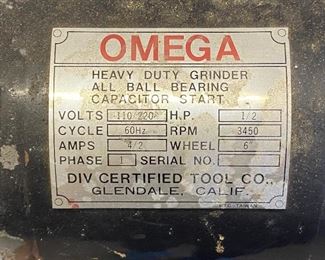 OMEGA
HEAVY DUTY GRINDER
ALL BALL BEARING
CAPACITOR START
VOLTS 110/220 H.P. 1/2
CYCLE 60Hz RPM 3450
AMPS 4/2 WHEEL 6"
PHASE 1 SERIAL NO.
DIV CERTIFIED TOOL CO.,
GLENDALE, CALIF.
TAIWAN